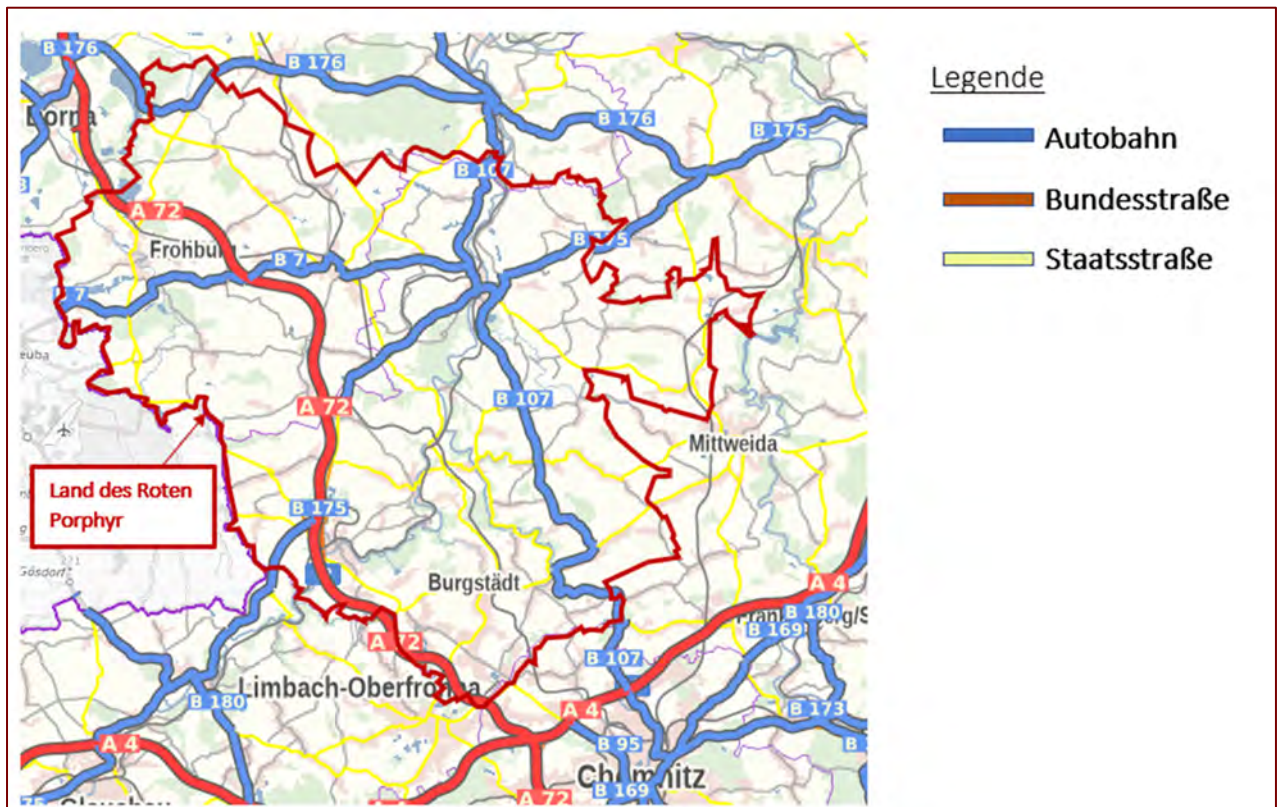 B 176
B 176
Borna
B 176
B 175
B 107
A 72
Frohburg
B 175
B 7
7
B 107
A 72
Mittweida
Land des Roten
Porphyr
B 175
271
Gösdorf
Burgstädt
A 4
B 180
B 169
A 72
B 107
Limbach-Oberfrohna
B 180
A 4
B 173
A 4
B 95
Chemnitz
A 72
B 169
Legende
Autobahn
Bundesstraße
Staatsstraße